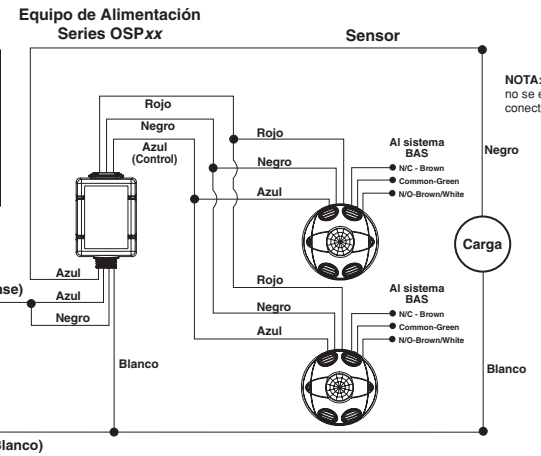 Equipo de Alimentación
Series OSPxx
Sensor
NOTA:
no se e
conect
Rojo
Negro
Azul
(Control)
Rojo
Negro
Azul
Al sistema
BAS
N/C - Brown
Common-Green
N/O-Brown/White
Negro
Carga
Azul
ase)
Azul
Negro
Rojo
Negro
Azul
Al sistema
BAS
N/C - Brown
Common-Green
N/O-Brown/White
Blanco
Blanco
lanco)